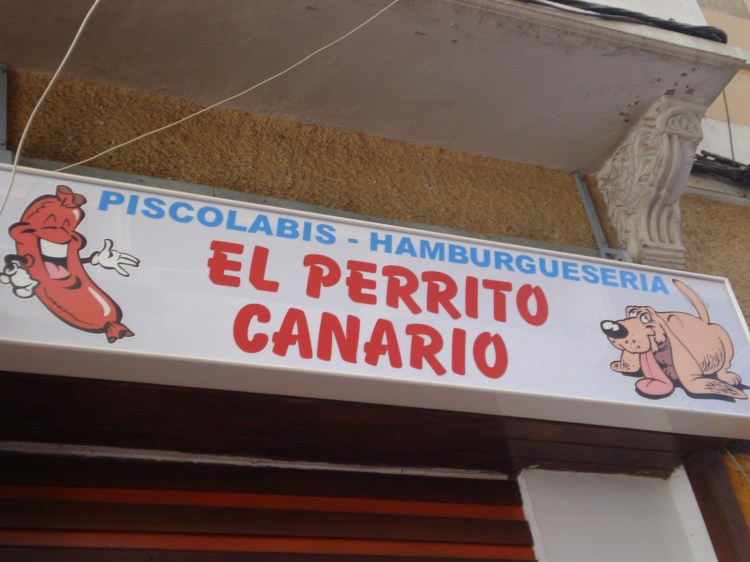 PISCOLABIS - HAMBURGUESERIA
EL PERRITO
CANARIO